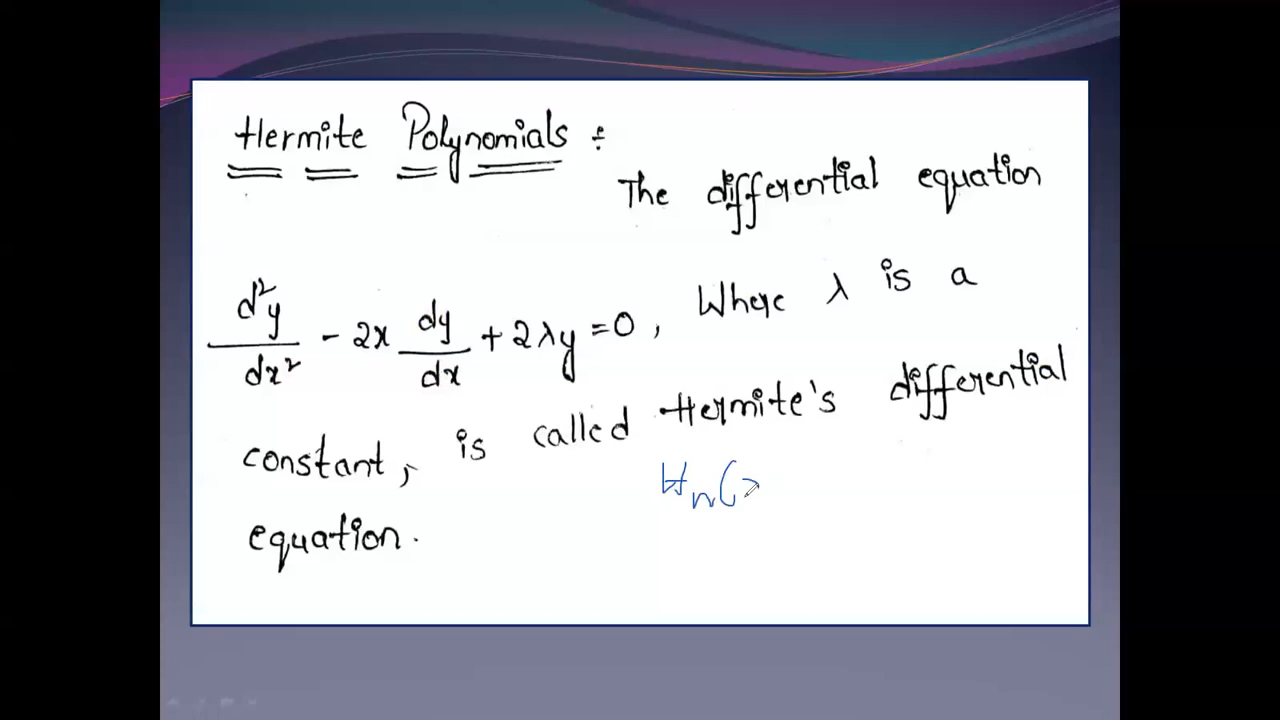 Hermite Polynomials :
The differential equation
d²y/dx² - 2x dy/dx + 2λy = 0, Where λ is a
constant, is called Hermite's differential
Hn(
equation.